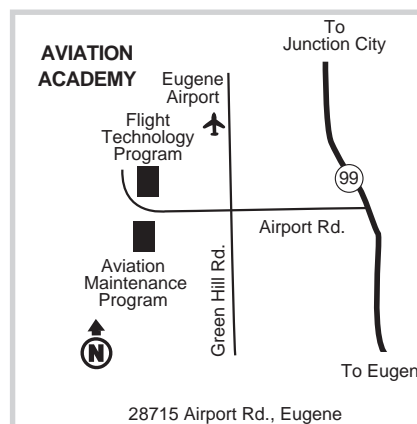 AVIATION
ACADEMY
To
Junction City
Eugene
Airport
Flight
Technology
Program
99
Airport Rd.
Green Hill Rd.
Aviation
Maintenance
Program
N
To Eugen
28715 Airport Rd., Eugene